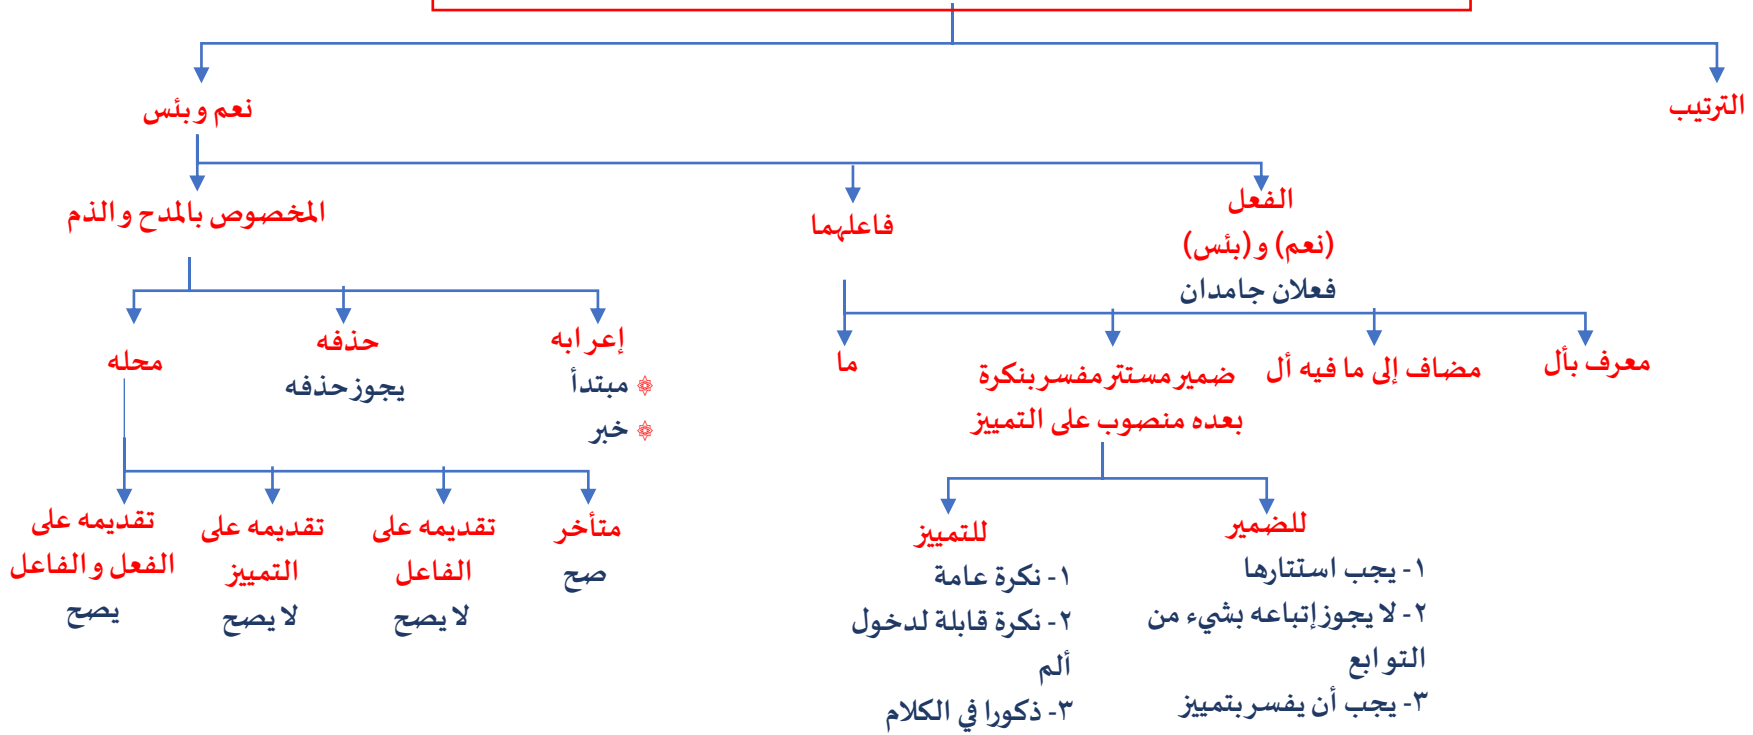 الترتيب
نعم وبئس
الفعل
(نعم) و(بئس)
فعلان جامدان
فاعلهما
المخصوص بالمدح والذم
معرف بأل
مضاف إلى ما فيه أل
ضمير مستتر مفسر بنكرة
بعده منصوب على التمييز
ما
للضمير
١- يجب استتارها
٢- لا يجوز إتباعه بشيء من
التوابع
٣- يجب أن يفسر بتمييز
للتمييز
١- نكرة عامة
٢- نكرة قابلة لدخول
ألم
٣- ذكورا في الكلام
إعرابه
مبتدأ
خبر
حذفه
يجوز حذفه
محله
متأخر
صح
تقديمه على
الفاعل
لا يصح
تقديمه على
التمييز
لا يصح
تقديمه على
الفعل والفاعل
يصح